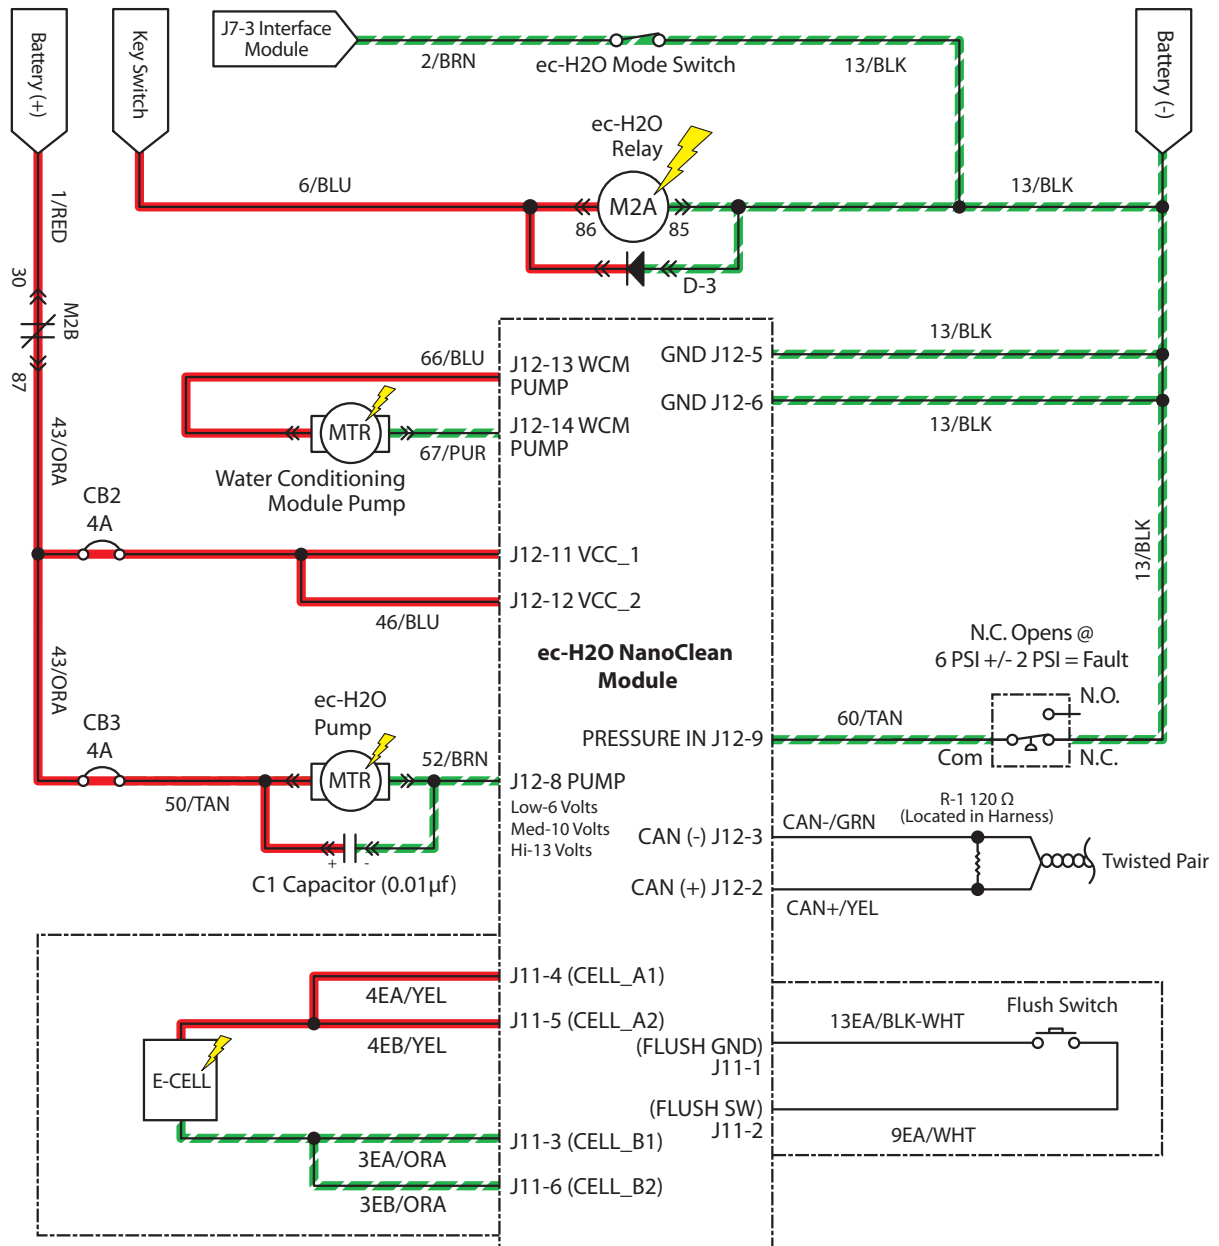 Battery (+)
Key Switch
J7-3 Interface
Module
2/BRN
ec-H2O Mode Switch
13/BLK
Battery (-)
ec-H2O
Relay
6/BLU
M2A
86
85
13/BLK
D-3
1/RED
30
M2B
87
43/ORA
66/BLU
J12-13 WCM
PUMP
GND J12-5
13/BLK
GND J12-6
13/BLK
MTR
67/PUR
J12-14 WCM
PUMP
Water Conditioning
Module Pump
CB2
4A
J12-11 VCC_1
J12-12 VCC_2
46/BLU
13/BLK
ec-H2O NanoClean
Module
N.C. Opens @
6 PSI +/- 2 PSI = Fault
43/ORA
CB3
4A
ec-H2O
Pump
MTR
50/TAN
52/BRN
PRESSURE IN J12-9
60/TAN
N.O.
Com
N.C.
J12-8 PUMP
Low-6 Volts
Med-10 Volts
Hi-13 Volts
+ -
C1 Capacitor (0.01µf)
R-1 120 Ω
(Located in Harness)
CAN (-) J12-3
CAN-/GRN
Twisted Pair
CAN (+) J12-2
CAN+/YEL
J11-4 (CELL_A1)
4EA/YEL
J11-5 (CELL_A2)
4EB/YEL
E-CELL
13EA/BLK-WHT
Flush Switch
(FLUSH GND)
J11-1
(FLUSH SW)
J11-2
9EA/WHT
J11-3 (CELL_B1)
3EA/ORA
J11-6 (CELL_B2)
3EB/ORA